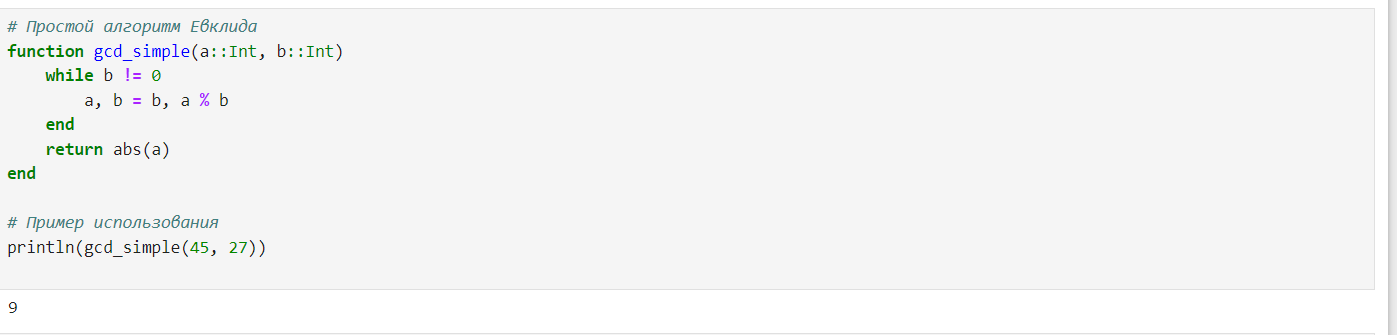 # Простой алгоритм Евклида
function gcd_simple(a::Int, b::Int)
    while b != 0
        a, b = b, a % b
    end
    return abs(a)
end
# Пример использования
println(gcd_simple(45, 27))
9